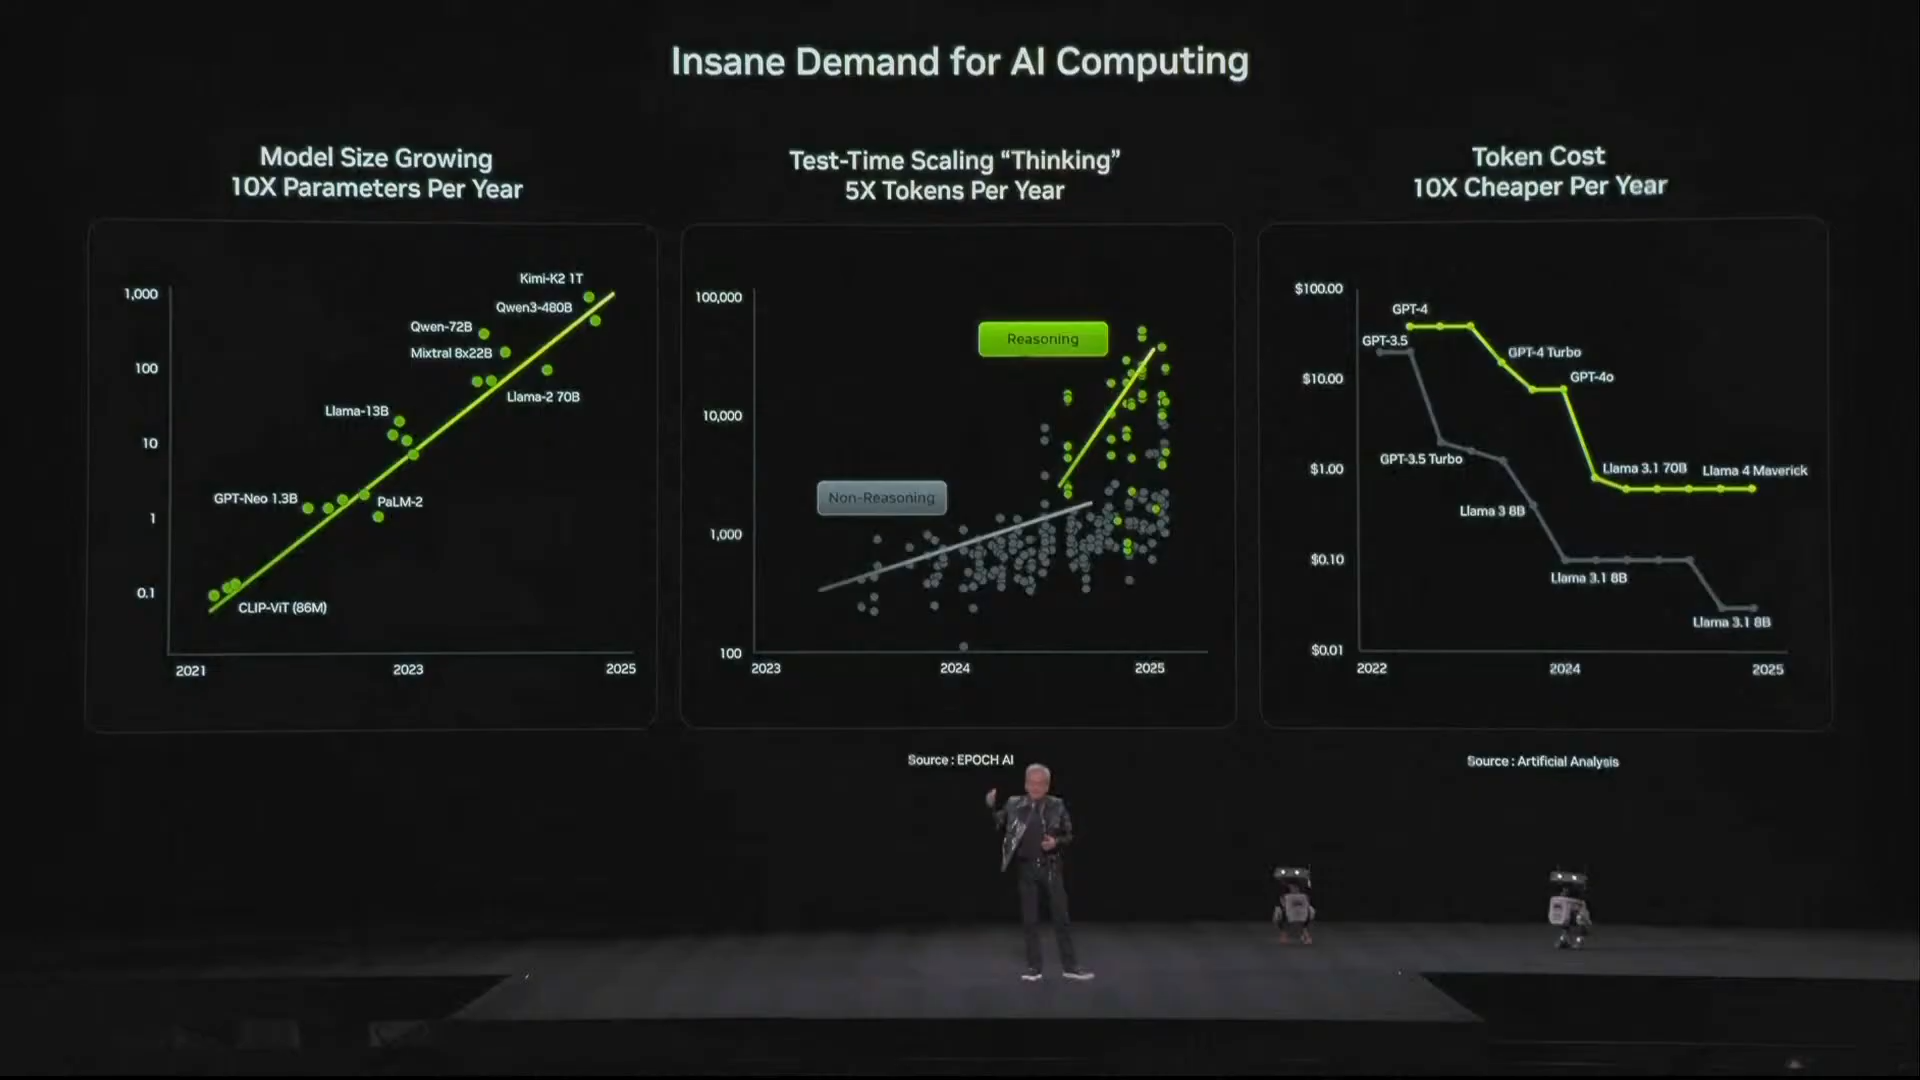 Insane Demand for AI Computing
Model Size Growing
10X Parameters Per Year
1,000
100
10
1
0.1
Kimi-K2 1T
Qwen3-480B
Qwen-72B
Mixtral 8x22B
Llama-2 70B
Llama-13B
GPT-Neo 1.3B
PaLM-2
CLIP-ViT (86M)
2021
2023
2025
Test-Time Scaling “Thinking”
5X Tokens Per Year
100,000
10,000
1,000
100
Reasoning
Non-Reasoning
2023
2024
2025
Source : EPOCH AI
Token Cost
10X Cheaper Per Year
$100.00
$10.00
$1.00
$0.10
$0.01
GPT-4
GPT-3.5
GPT-4 Turbo
GPT-4o
GPT-3.5 Turbo
Llama 3.1 70B
Llama 4 Maverick
Llama 3 8B
Llama 3.1 8B
Llama 3.1 8B
2022
2024
2025
Source : Artificial Analysis